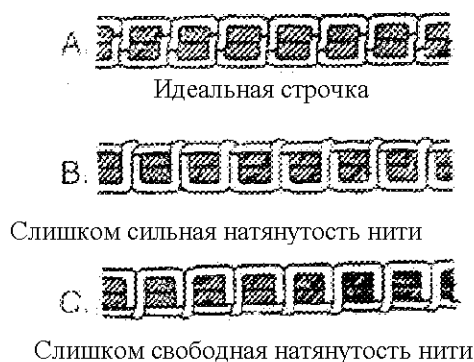 A.
Идеальная строчка
B.
Слишком сильная натянутость нити
C.
Слишком свободная натянутость нити